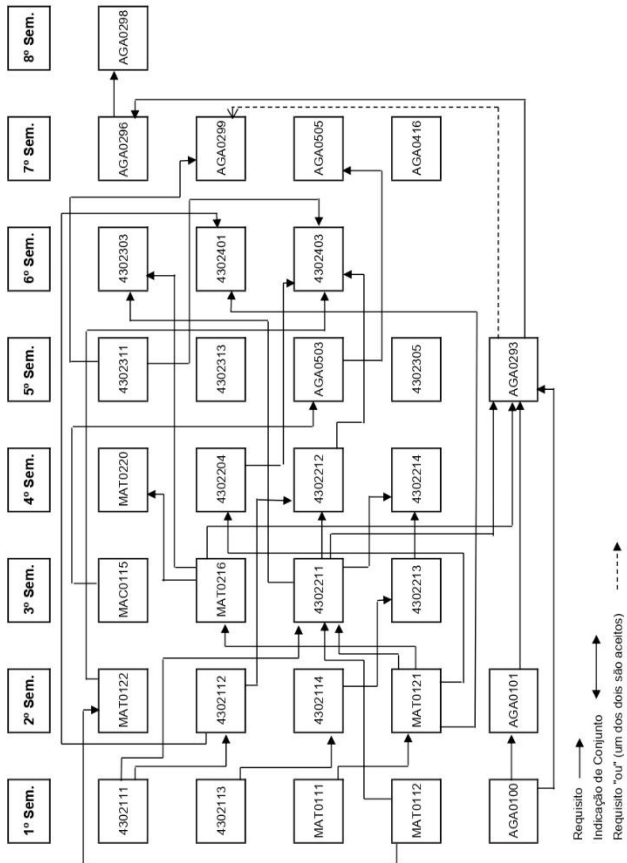 1º Sem.
2º Sem.
3º Sem.
4º Sem.
5º Sem.
6º Sem.
7º Sem.
8º Sem.
4302111
MAT0122
MAC0115
MAT0220
4302311
4302303
AGA0296
AGA0298
4302113
4302112
MAT0216
4302204
4302313
4302401
AGA0299
MAT0111
4302114
4302211
4302212
AGA0503
4302403
AGA0505
MAT0112
MAT0121
4302213
4302214
4302305
AGA0416
AGA0100
AGA0101
AGA0293
Requisito
Indicação de Conjunto
Requisito "ou" (um dos dois são aceitos)